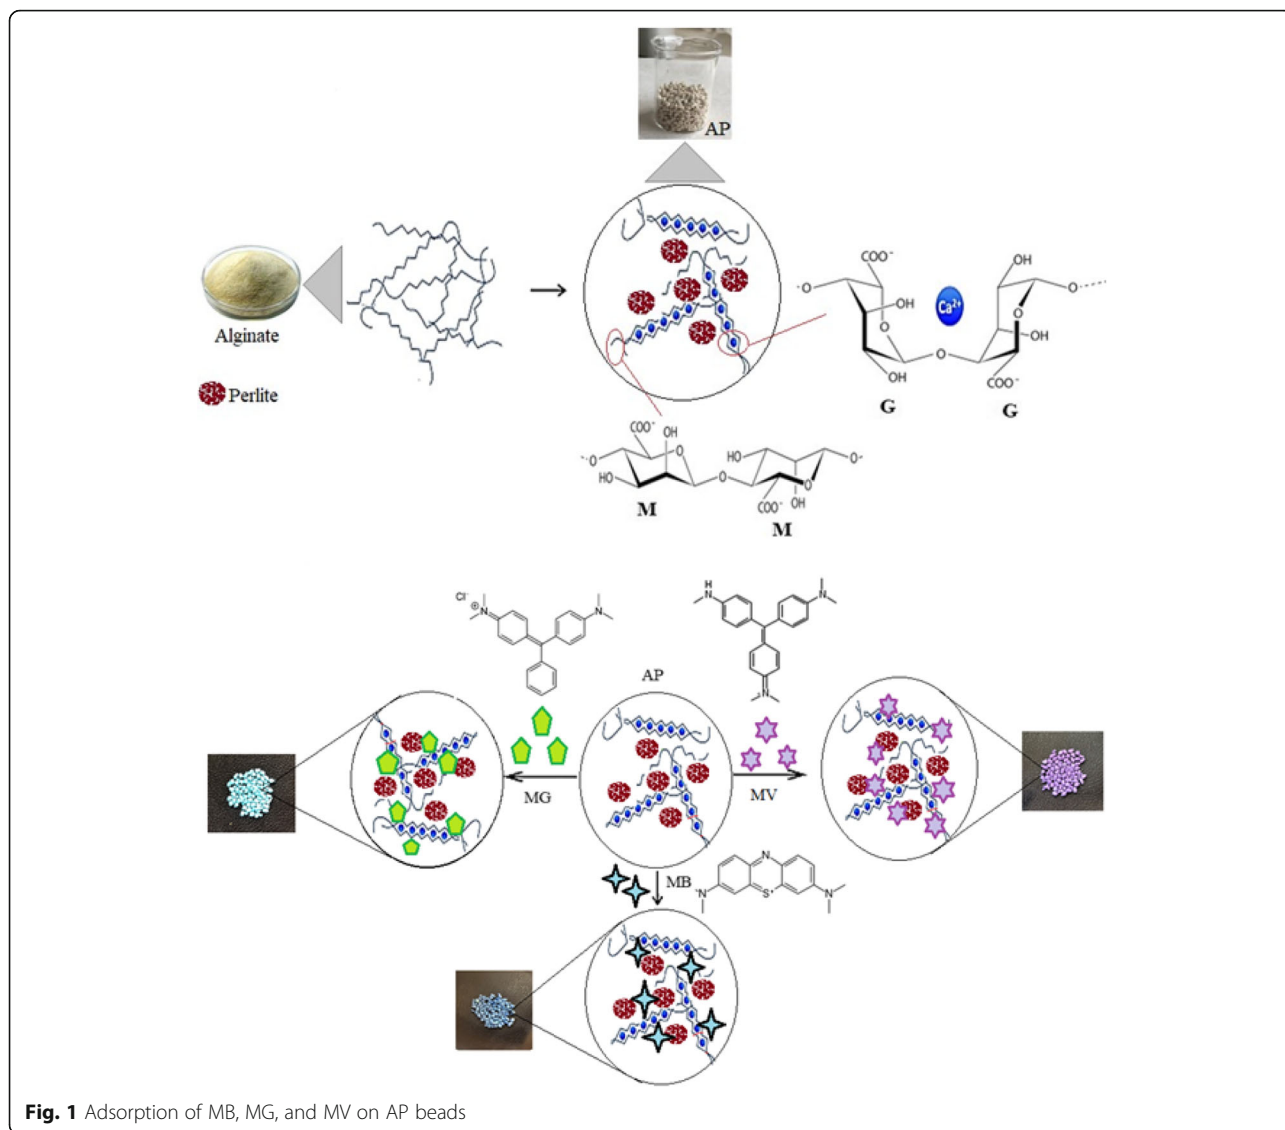 AP
Alginate
Perlite
COO⁻
O
OH
O
OH
Ca²⁺
OH
O
O
OH
COO⁻
O
G
G
COO⁻
OH
O
O
HO
M
O
HO
O
COO⁻
OH
O
M
Cl⁻
N
⊕
N
H
N
N
N
AP
MG
MV
MB
N
N
S⁺
N
Fig. 1 Adsorption of MB, MG, and MV on AP beads